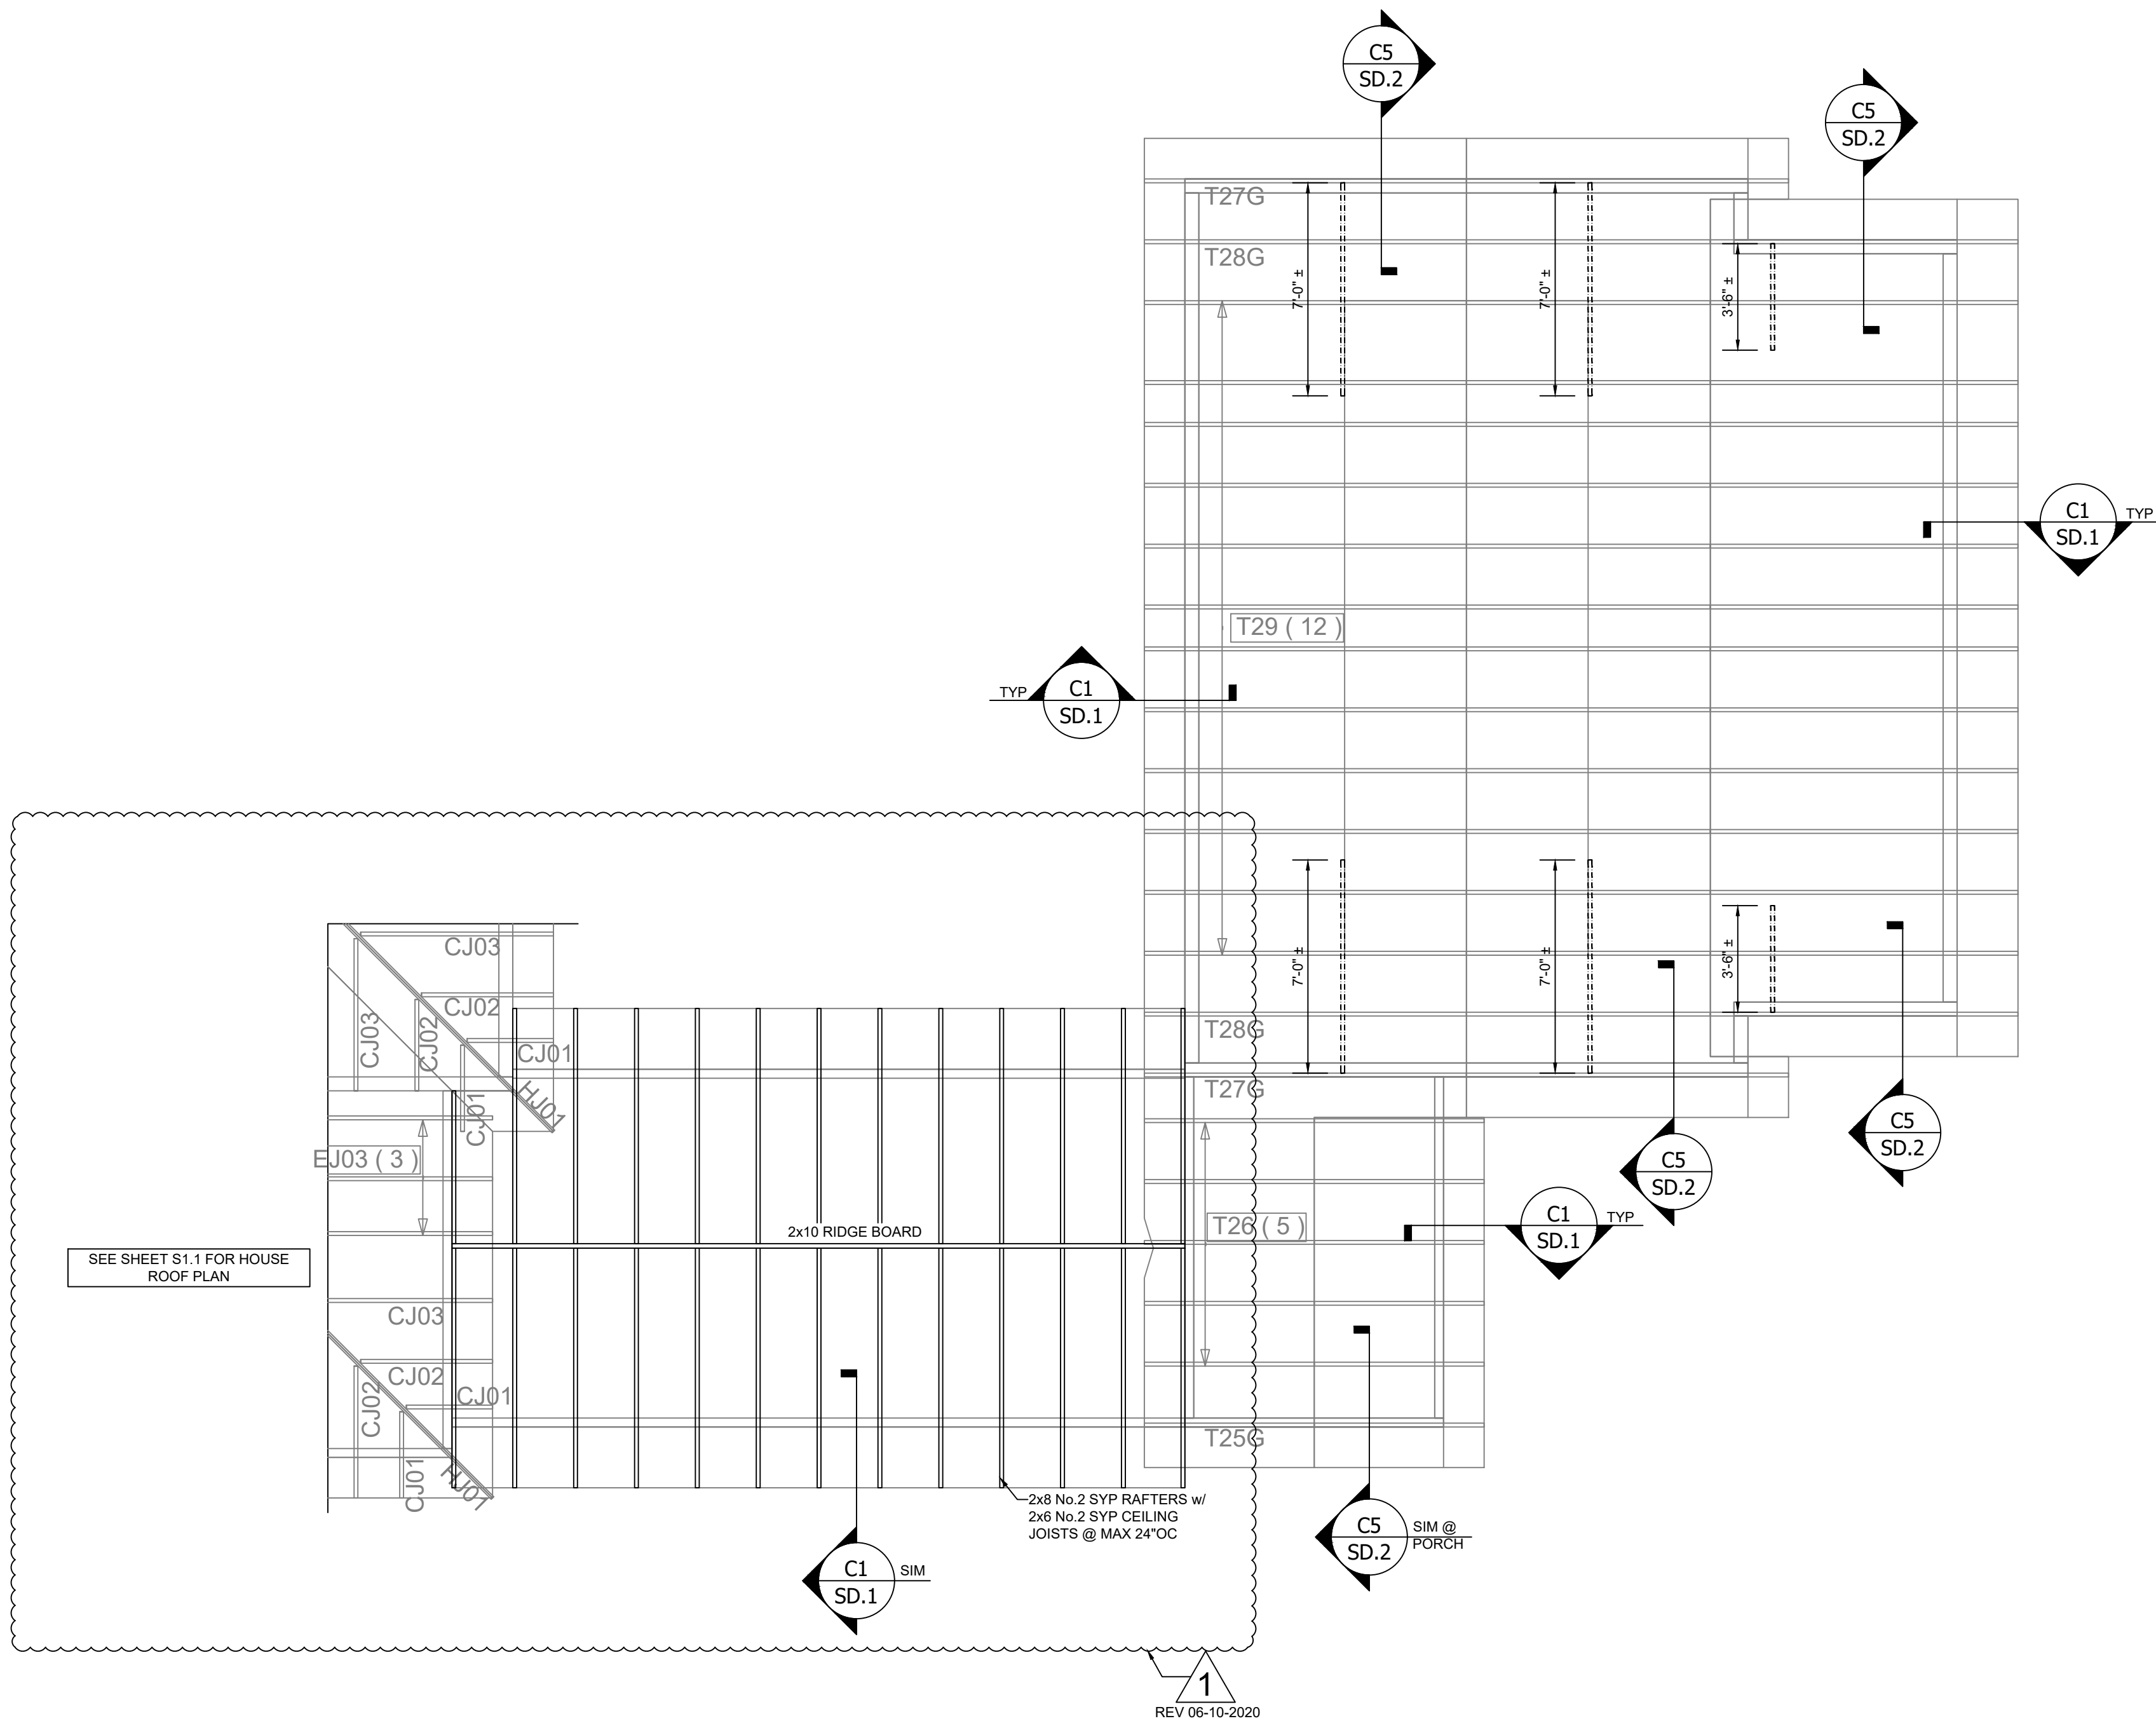 C5
SD.2
C5
SD.2
T27G
T28G
7'-0" ±
7'-0" ±
3'-6" ±
C1
SD.1
TYP
T29 ( 12 )
TYP
C1
SD.1
CJ03
CJ02
CJ03
CJ02
CJ01
CJ01
HJ01
7'-0" ±
7'-0" ±
3'-6" ±
T28G
T27G
C5
SD.2
C5
SD.2
EJ03 ( 3 )
T26 ( 5 )
C1
SD.1
TYP
2x10 RIDGE BOARD
SEE SHEET S1.1 FOR HOUSE
ROOF PLAN
CJ03
CJ02
CJ02
CJ01
CJ01
HJ01
T25G
2x8 No.2 SYP RAFTERS w/
2x6 No.2 SYP CEILING
JOISTS @ MAX 24"OC
C5
SD.2
SIM @
PORCH
C1
SD.1
SIM
1
REV 06-10-2020